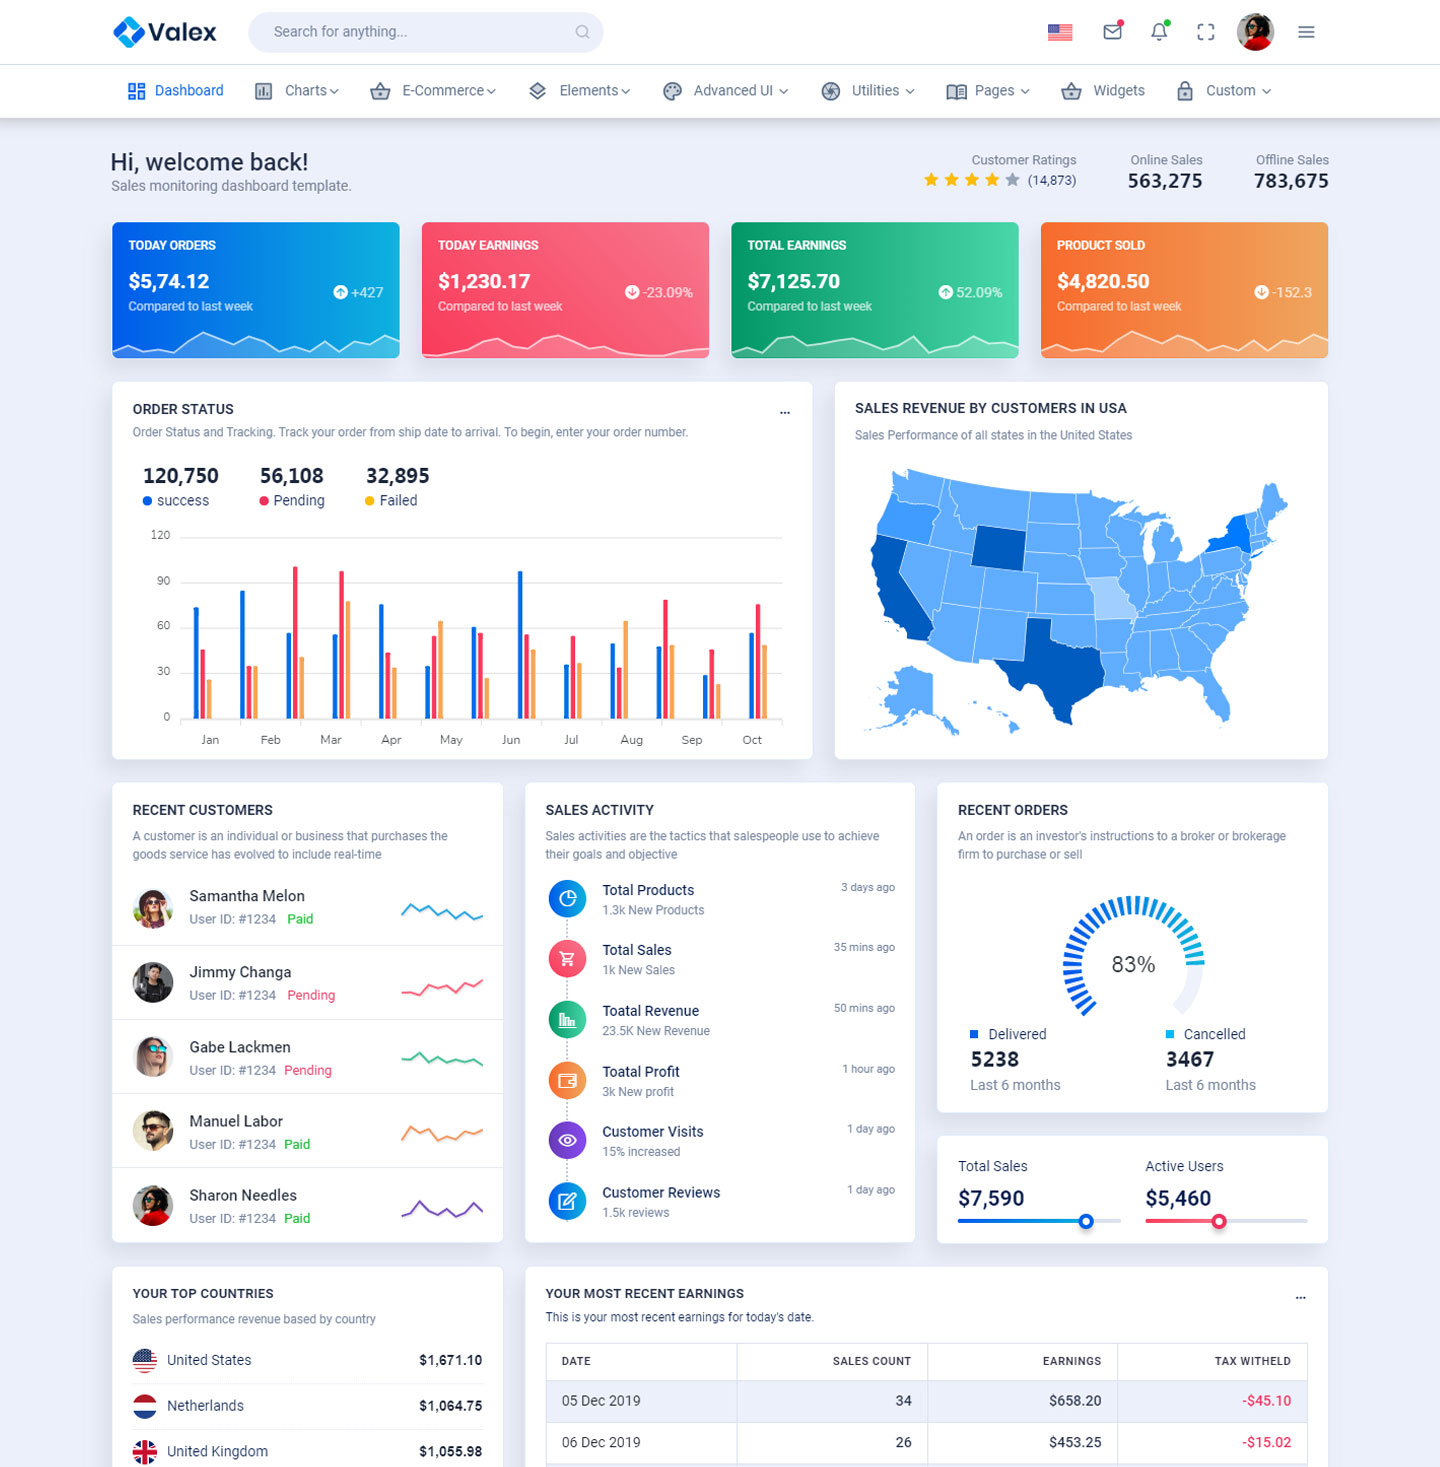 Valex
Search for anything...
Dashboard
Charts
E-Commerce
Elements
Advanced UI
Utilities
Pages
Widgets
Custom
Hi, welcome back!
Sales monitoring dashboard template.
Customer Ratings
(14,873)
Online Sales
563,275
Offline Sales
783,675
TODAY ORDERS
$5,74.12
Compared to last week
+427
TODAY EARNINGS
$1,230.17
Compared to last week
-23.09%
TOTAL EARNINGS
$7,125.70
Compared to last week
52.09%
PRODUCT SOLD
$4,820.50
Compared to last week
-152.3
ORDER STATUS
...
Order Status and Tracking. Track your order from ship date to arrival. To begin, enter your order number.
120,750
success
56,108
Pending
32,895
Failed
120
90
60
30
0
Jan Feb Mar Apr May Jun Jul Aug Sep Oct
SALES REVENUE BY CUSTOMERS IN USA
Sales Performance of all states in the United States
RECENT CUSTOMERS
A customer is an individual or business that purchases the
goods service has evolved to include real-time
Samantha Melon
User ID: #1234 Paid
Jimmy Changa
User ID: #1234 Pending
Gabe Lackmen
User ID: #1234 Pending
Manuel Labor
User ID: #1234 Paid
Sharon Needles
User ID: #1234 Paid
SALES ACTIVITY
Sales activities are the tactics that salespeople use to achieve
their goals and objective
Total Products
3 days ago
1.3k New Products
Total Sales
35 mins ago
1k New Sales
Toatal Revenue
50 mins ago
23.5K New Revenue
Toatal Profit
1 hour ago
3k New profit
Customer Visits
1 day ago
15% increased
Customer Reviews
1 day ago
1.5k reviews
RECENT ORDERS
An order is an investor's instructions to a broker or brokerage
firm to purchase or sell
83%
Delivered
5238
Last 6 months
Cancelled
3467
Last 6 months
Total Sales
$7,590
Active Users
$5,460
YOUR TOP COUNTRIES
Sales performance revenue based by country
United States $1,671.10
Netherlands $1,064.75
United Kingdom $1,055.98
YOUR MOST RECENT EARNINGS
...
This is your most recent earnings for today's date.
DATE SALES COUNT EARNINGS TAX WITHELD
05 Dec 2019 34 $658.20 -$45.10
06 Dec 2019 26 $453.25 -$15.02